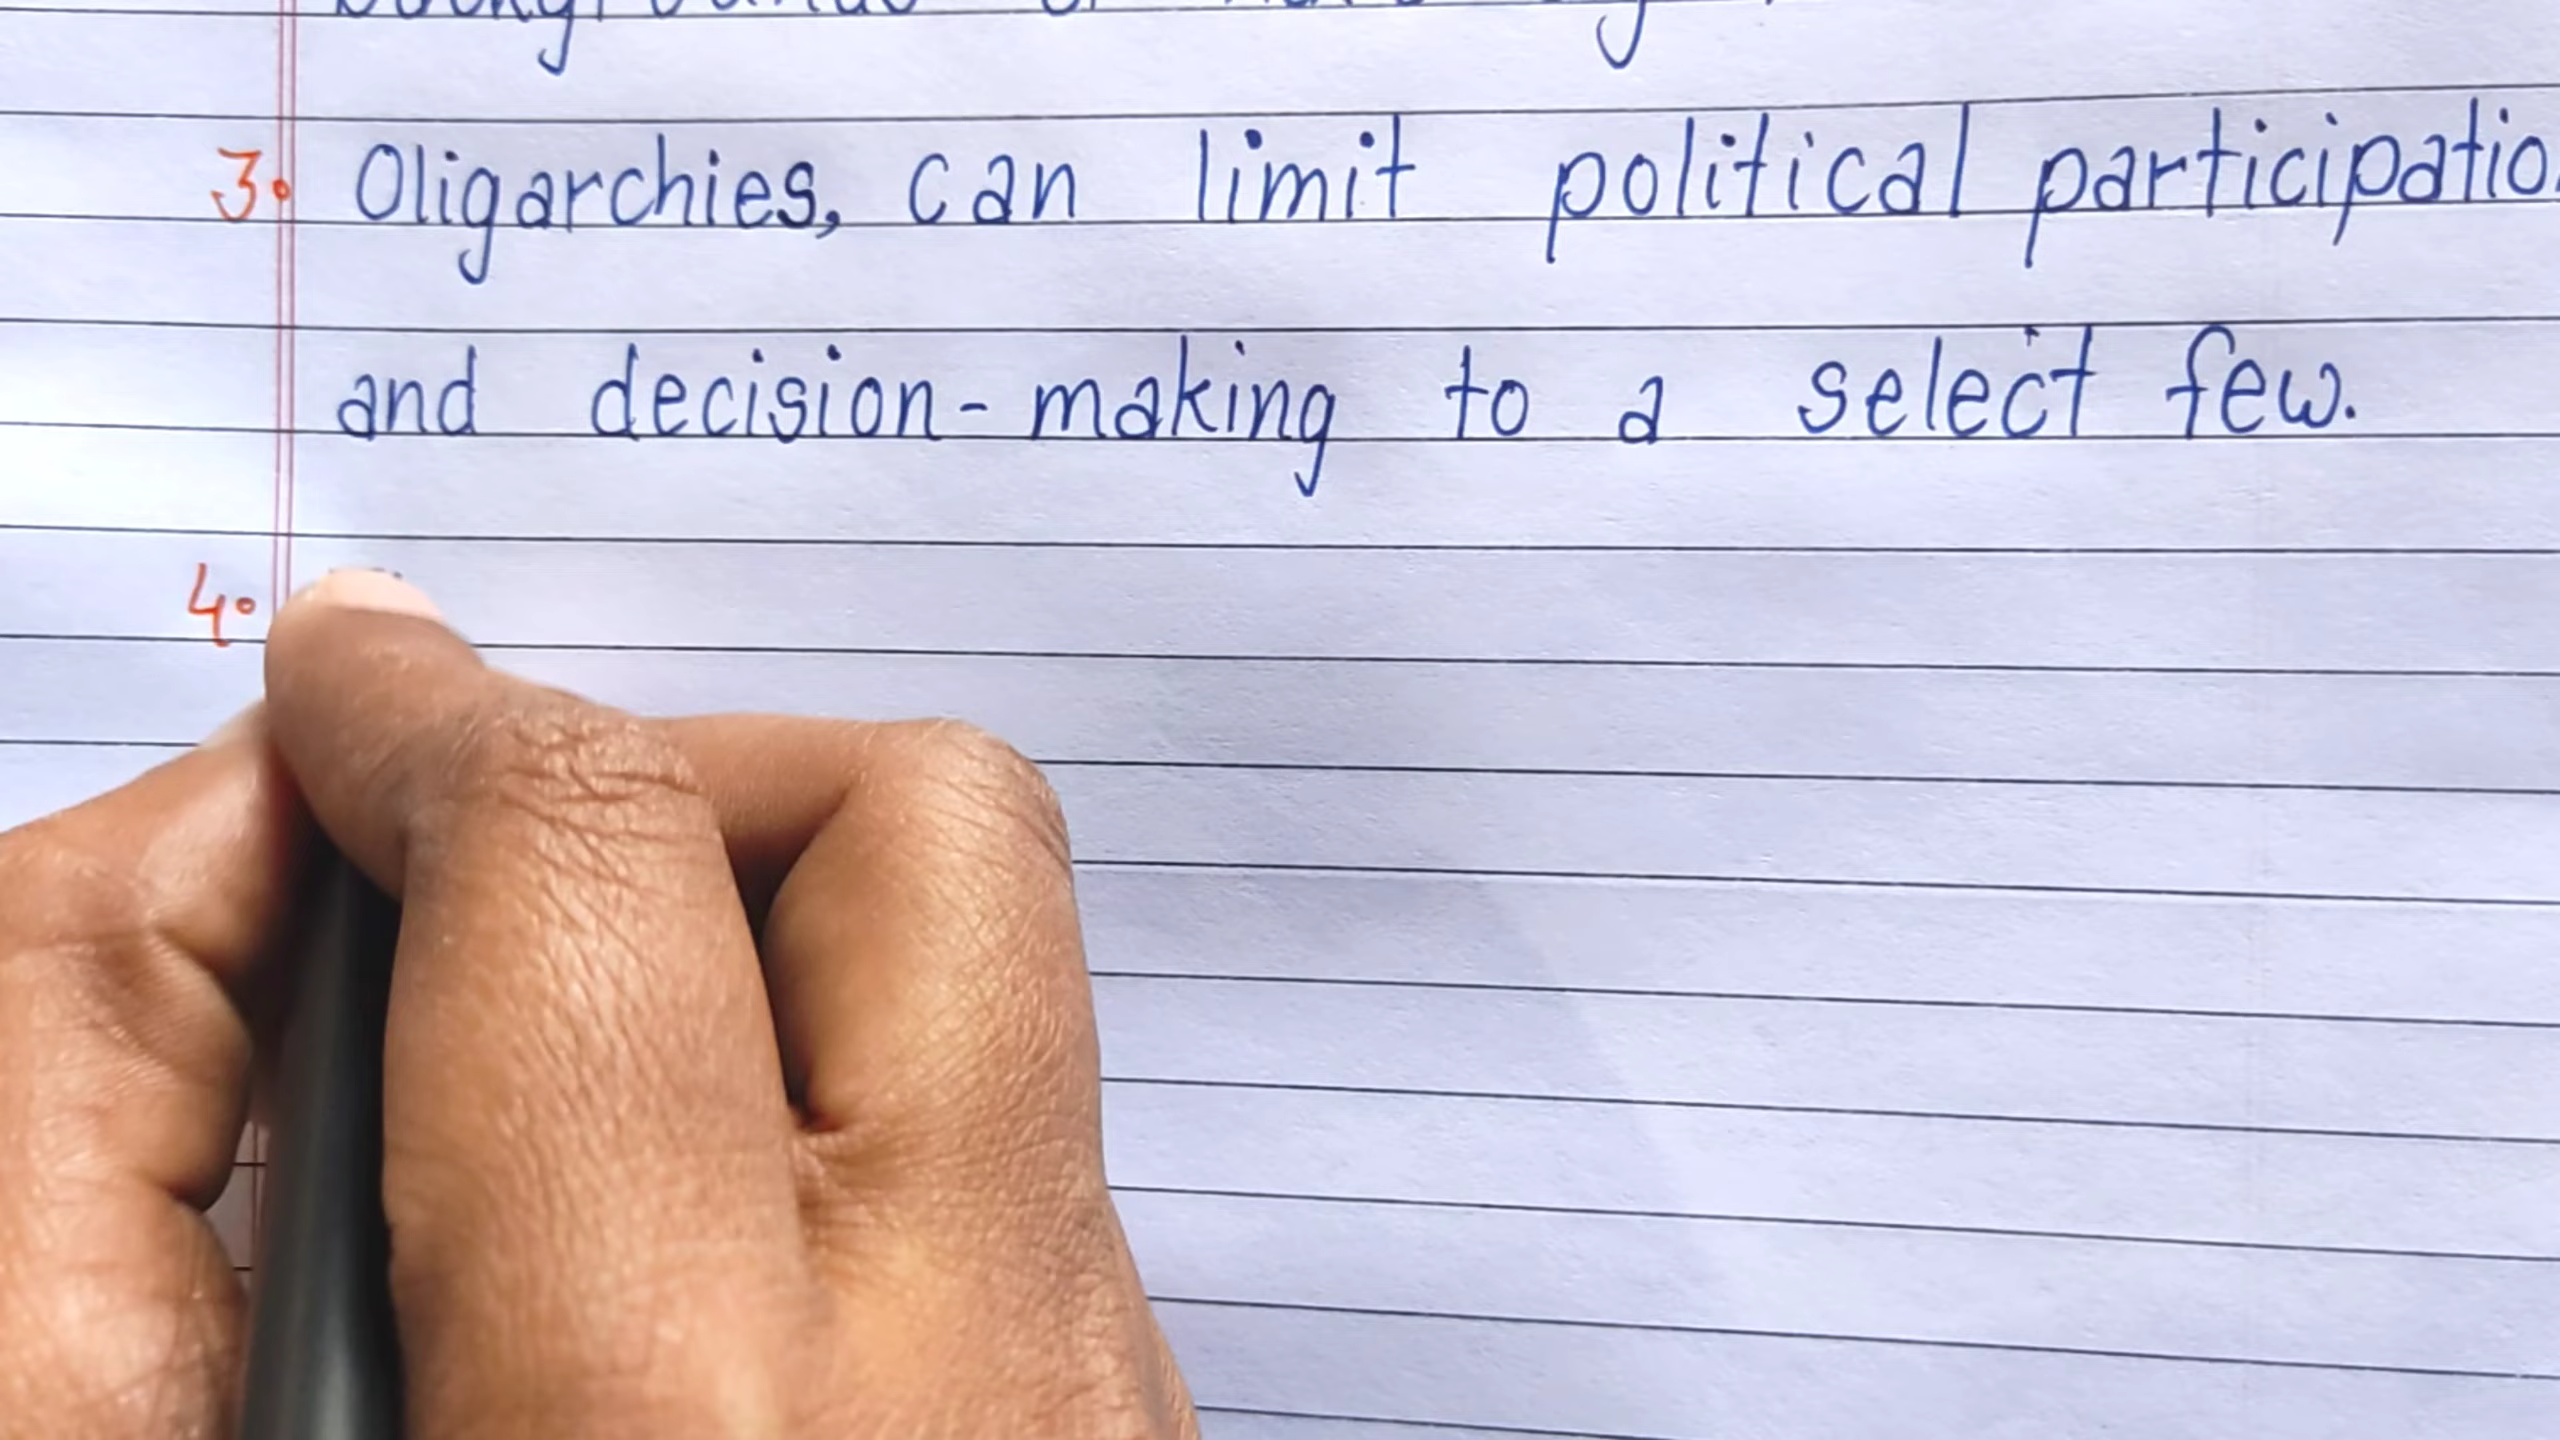 3. Oligarchies, can limit political participatio
and decision-making to a select few.
4.